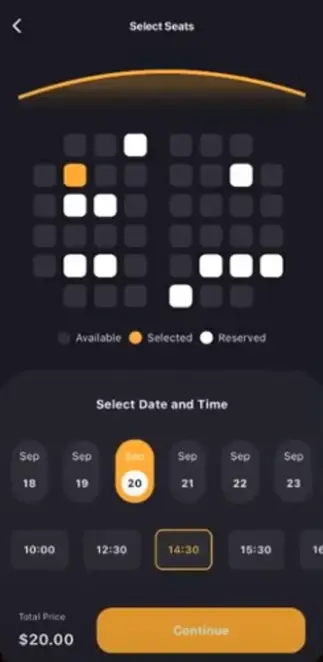 Select Seats
Available Selected Reserved
Select Date and Time
Sep Sep Sep Sep Sep Sep
18 19 20 21 22 23
10:00 12:30 14:30 15:30 16
Total Price
$20.00
Continue